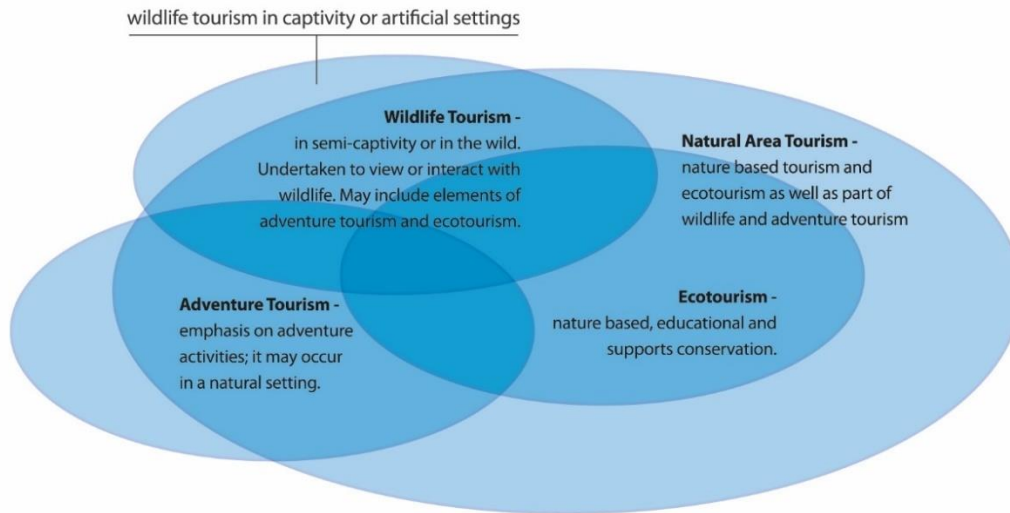 wildlife tourism in captivity or artificial settings
Wildlife Tourism -
in semi-captivity or in the wild.
Undertaken to view or interact with
wildlife. May include elements of
adventure tourism and ecotourism.
Natural Area Tourism -
nature based tourism and
ecotourism as well as part of
wildlife and adventure tourism
Adventure Tourism -
emphasis on adventure
activities; it may occur
in a natural setting.
Ecotourism -
nature based, educational and
supports conservation.